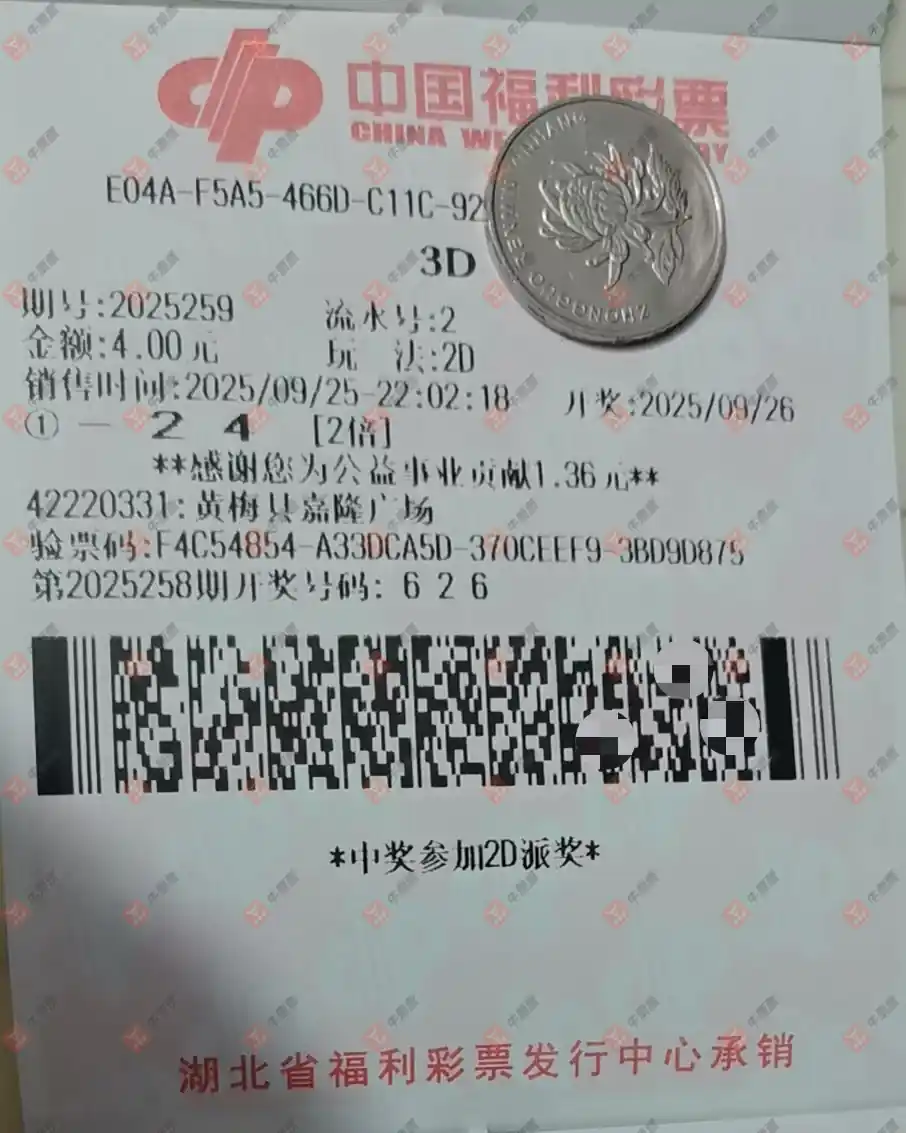 中国福利彩票
CHINA WE
E04A-F5A5-466D-C11C-92
3D
期号:2025259 流水号:2
金额:4.00元 玩 法:2D
销售时间:2025/09/25-22:02:18 开奖:2025/09/26
① — 2 4 [2倍]
**感谢您为公益事业贡献1.36元**
42220331: 黄梅县嘉隆广场
验票码:F4C54854-A33DCA5D-370CEEF9-3BD9D875
第2025258期开奖号码: 6 2 6
*中奖参加2D派奖*
湖北省福利彩票发行中心承销